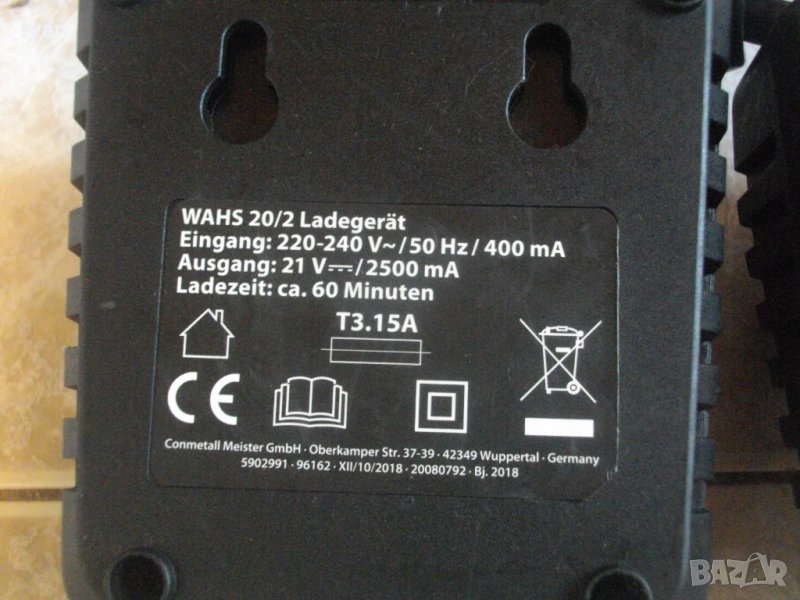 WAHS 20/2 Ladegerät
Eingang: 220-240 V~/50 Hz/ 400 mA
Ausgang: 21 V⎓/2500 mA
Ladezeit: ca. 60 Minuten
T3.15A
CE
Conmetall Meister GmbH · Oberkamper Str. 37-39 · 42349 Wuppertal · Germany
5902991 · 96162 · XII/10/2018 · 20080792 · Bj. 2018
BAZAR